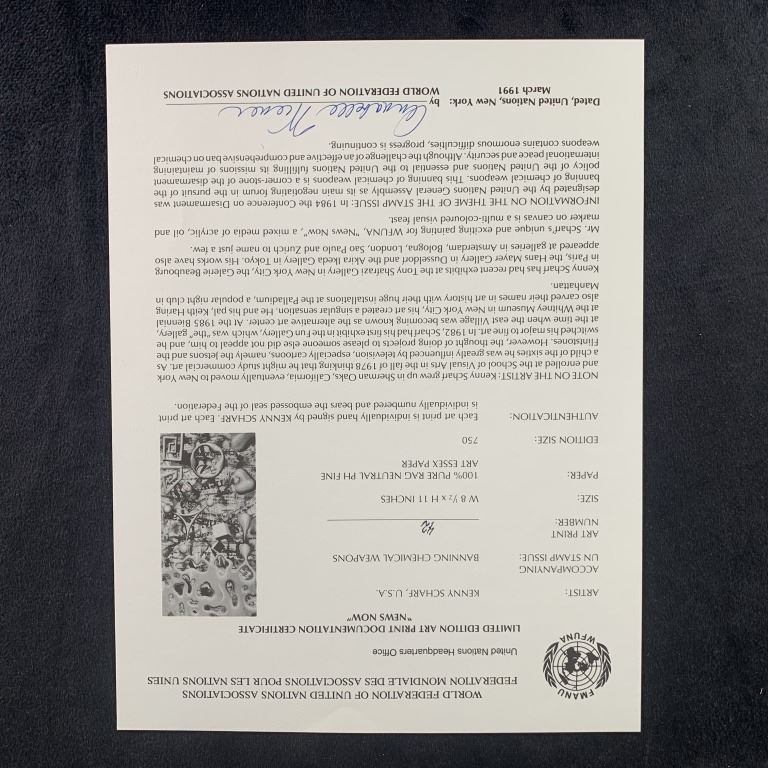 WORLD FEDERATION OF UNITED NATIONS ASSOCIATIONS
FEDERATION MONDIALE DES ASSOCIATIONS POUR LES NATIONS UNIES
FMANU
WFUNA
United Nations Headquarters Office
LIMITED EDITION ART PRINT DOCUMENTATION CERTIFICATE
"NEWS NOW"
ARTIST: KENNY SCHARF, U.S.A.
ACCOMPANYING
UN STAMP ISSUE: BANNING CHEMICAL WEAPONS
ART PRINT
NUMBER: 42
SIZE: W 8 ½ x H 11 INCHES
PAPER: 100% PURE RAG NEUTRAL PH FINE
ART ESSEX PAPER
EDITION SIZE: 750
AUTHENTICATION: Each art print is individually hand signed by KENNY SCHARF. Each art print
is individually numbered and bears the embossed seal of the Federation.
NOTE ON THE ARTIST: Kenny Scharf grew up in Sherman Oaks, California, eventually moved to New York
and enrolled at the School of Visual Arts in the fall of 1978 thinking that he might study commercial art. As
a child of the sixties he was greatly influenced by television, especially cartoons, namely the Jetsons and the
Flintstones. However, the thought of doing projects to please someone else did not appeal to him, and he
switched his major to fine art. In 1982, Scharf had his first exhibit in the Fun Gallery, which was "the" gallery,
at the time when the east Village was becoming known as the alternative art center. At the 1985 Biennial
at the Whitney Museum in New York City, his art created a singular sensation. He and his pal, Keith Haring
also carved their names in art history with their huge installations at the Palladium, a popular night club in
Manhattan.
Kenny Scharf has had recent exhibits at the Tony Shafrazi Gallery in New York City, the Galerie Beaubourg
in Paris, the Hans Mayer Gallery in Dusseldorf and the Akira Ikeda Gallery in Tokyo. His works have also
appeared at galleries in Amsterdam, Bologna, London, Sao Paulo and Zurich to name just a few.
Mr. Scharf's unique and exciting painting for WFUNA, "News Now", a mixed media of acrylic, oil and
marker on canvas is a multi-coloured visual feast.
INFORMATION ON THE THEME OF THE STAMP ISSUE: In 1984 the Conference on Disarmament was
designated by the United Nations General Assembly as its main negotiating forum in the pursuit of the
banning of chemical weapons. This banning of chemical weapons is a corner-stone of the disarmament
policy of the United Nations and essential to the United Nations fulfilling its missions of maintaining
international peace and security. Although the challenge of an effective and comprehensive ban on chemical
weapons contains enormous difficulties, progress is continuing.
Annabelle Wiener
Dated, United Nations, New York: by WORLD FEDERATION OF UNITED NATIONS ASSOCIATIONS
March 1991